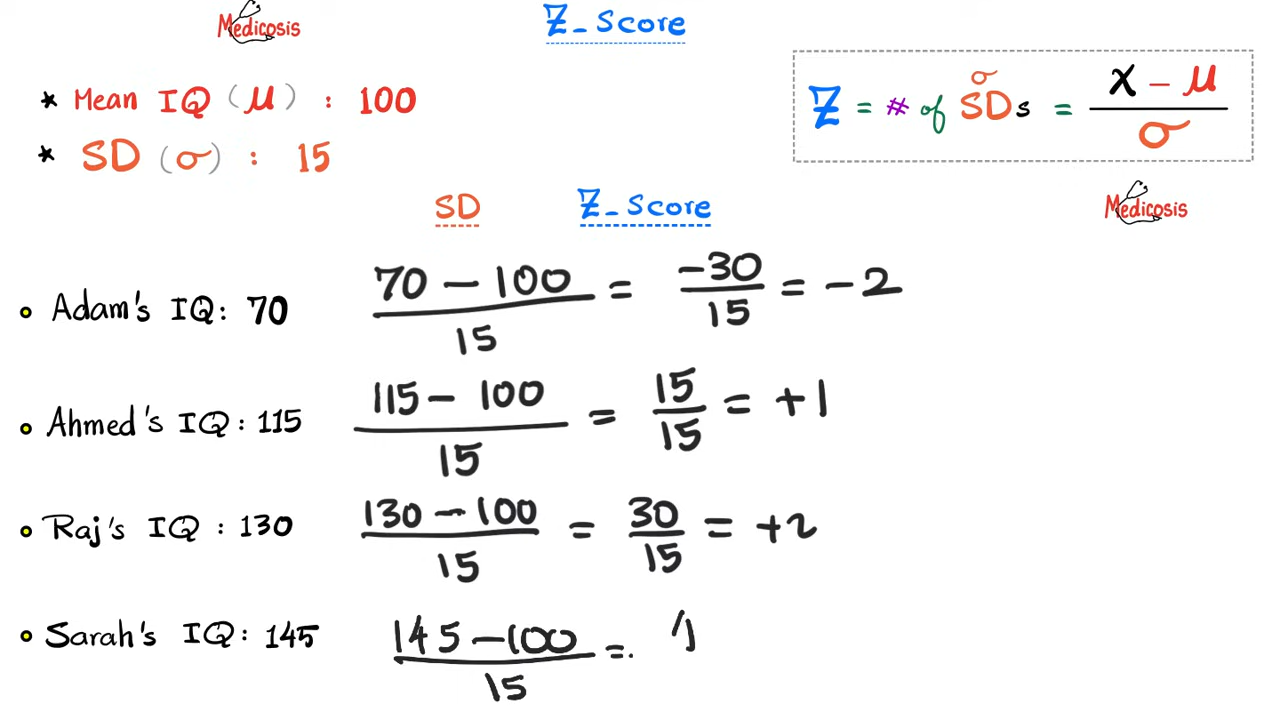 Medicosis
Z-Score
* Mean IQ (μ) : 100
* SD (σ) : 15
σ
Z = # of SDs = x - μ / σ
Medicosis
SD Z-Score
• Adam's IQ: 70 70 - 100 / 15 = -30 / 15 = -2
• Ahmed's IQ: 115 115 - 100 / 15 = 15 / 15 = +1
• Raj's IQ : 130 130 - 100 / 15 = 30 / 15 = +2
• Sarah's IQ: 145 145 - 100 / 15 =